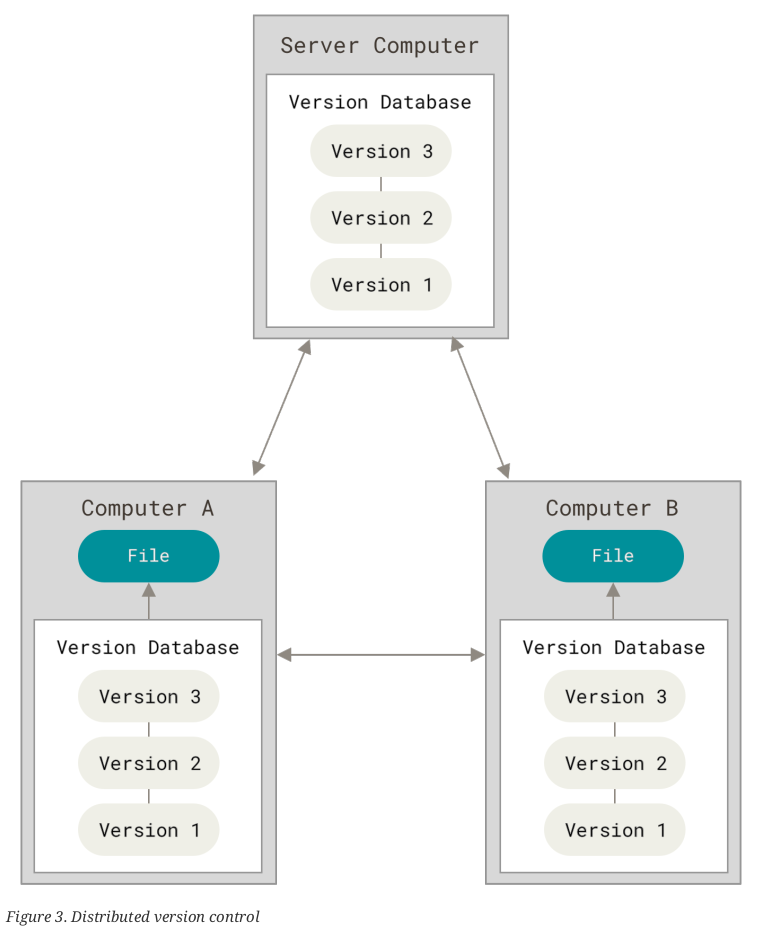 Server Computer
Version Database
Version 3
Version 2
Version 1
Computer A
File
Version Database
Version 3
Version 2
Version 1
Computer B
File
Version Database
Version 3
Version 2
Version 1
Figure 3. Distributed version control